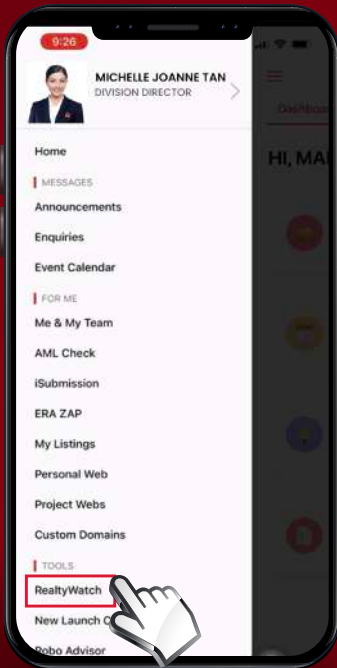 9:26
MICHELLE JOANNE TAN
DIVISION DIRECTOR
Home
MESSAGES
Announcements
Enquiries
Event Calendar
FOR ME
Me & My Team
AML Check
iSubmission
ERA ZAP
My Listings
Personal Web
Project Webs
Custom Domains
TOOLS
RealtyWatch
New Launch
Robo Advisor
HI, MA